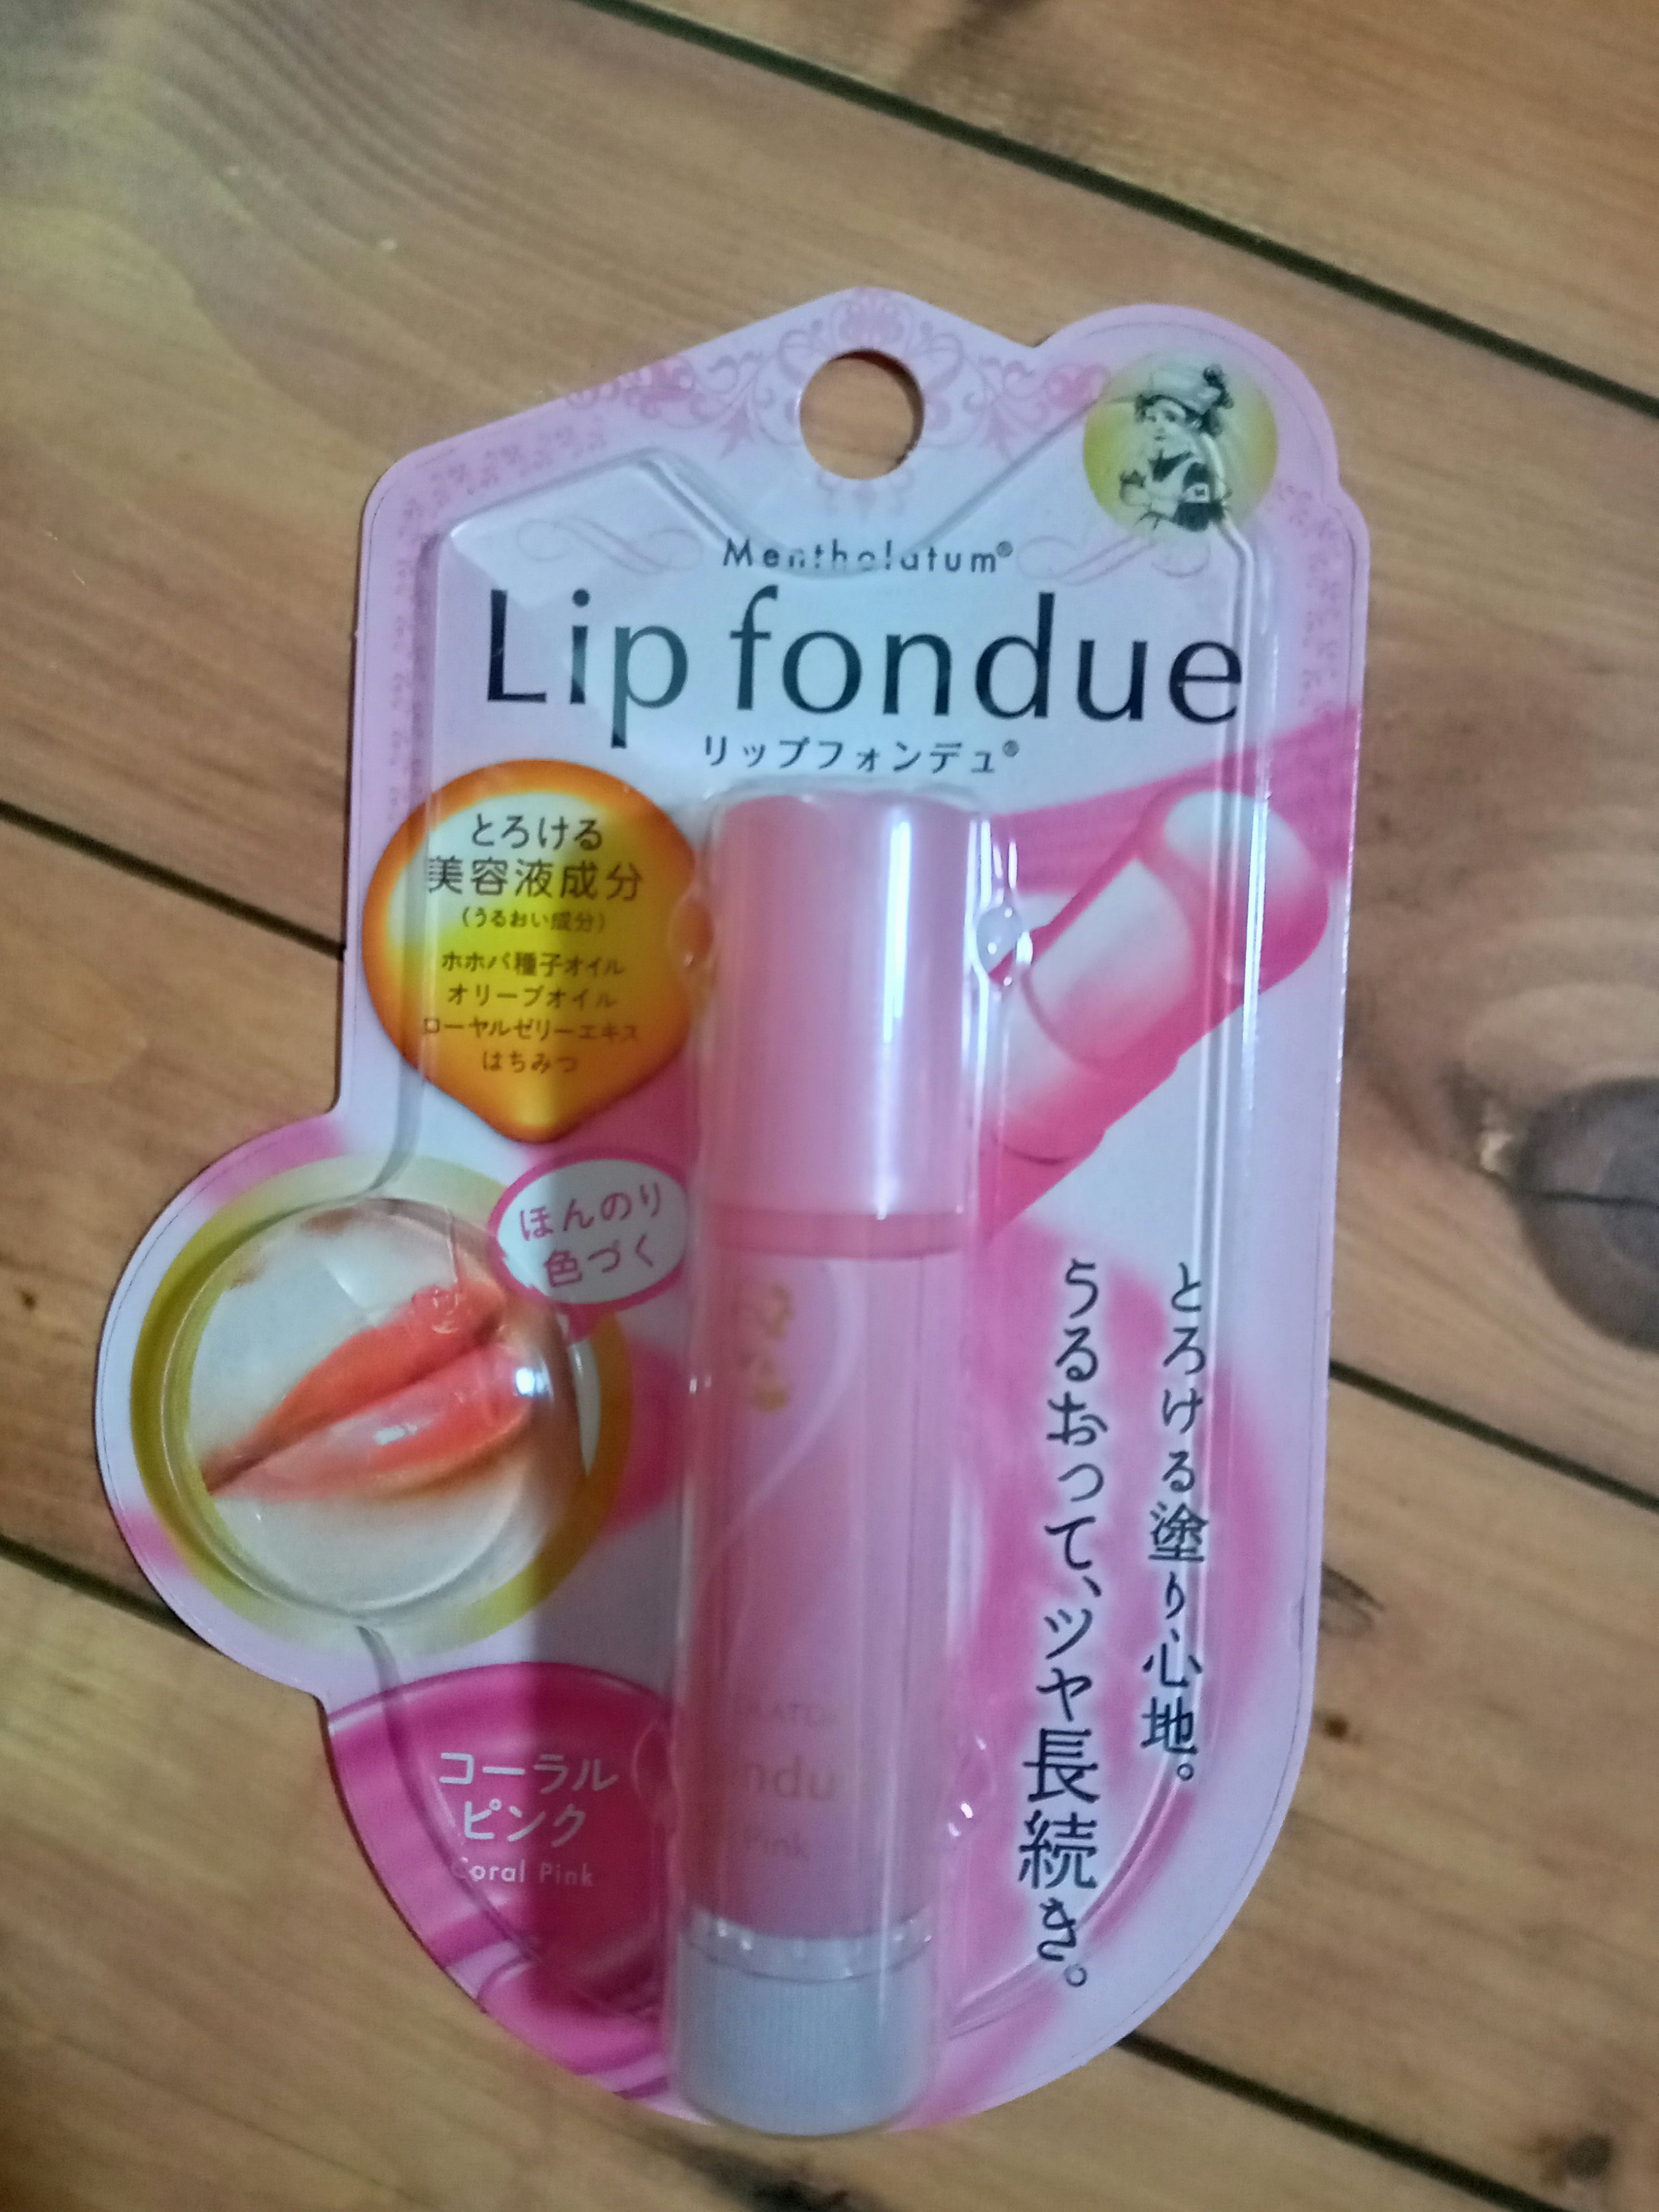 Mentholatum®
Lip fondue
リップフォンデュ®
とろける
美容液成分
(うるおい成分)
ホホバ種子オイル
オリーブオイル
ローヤルゼリーエキス
はちみつ
ほんのり
色づく
とろける塗り心地。
うるおって、ツヤ長続き。
コーラル
ピンク
Coral Pink